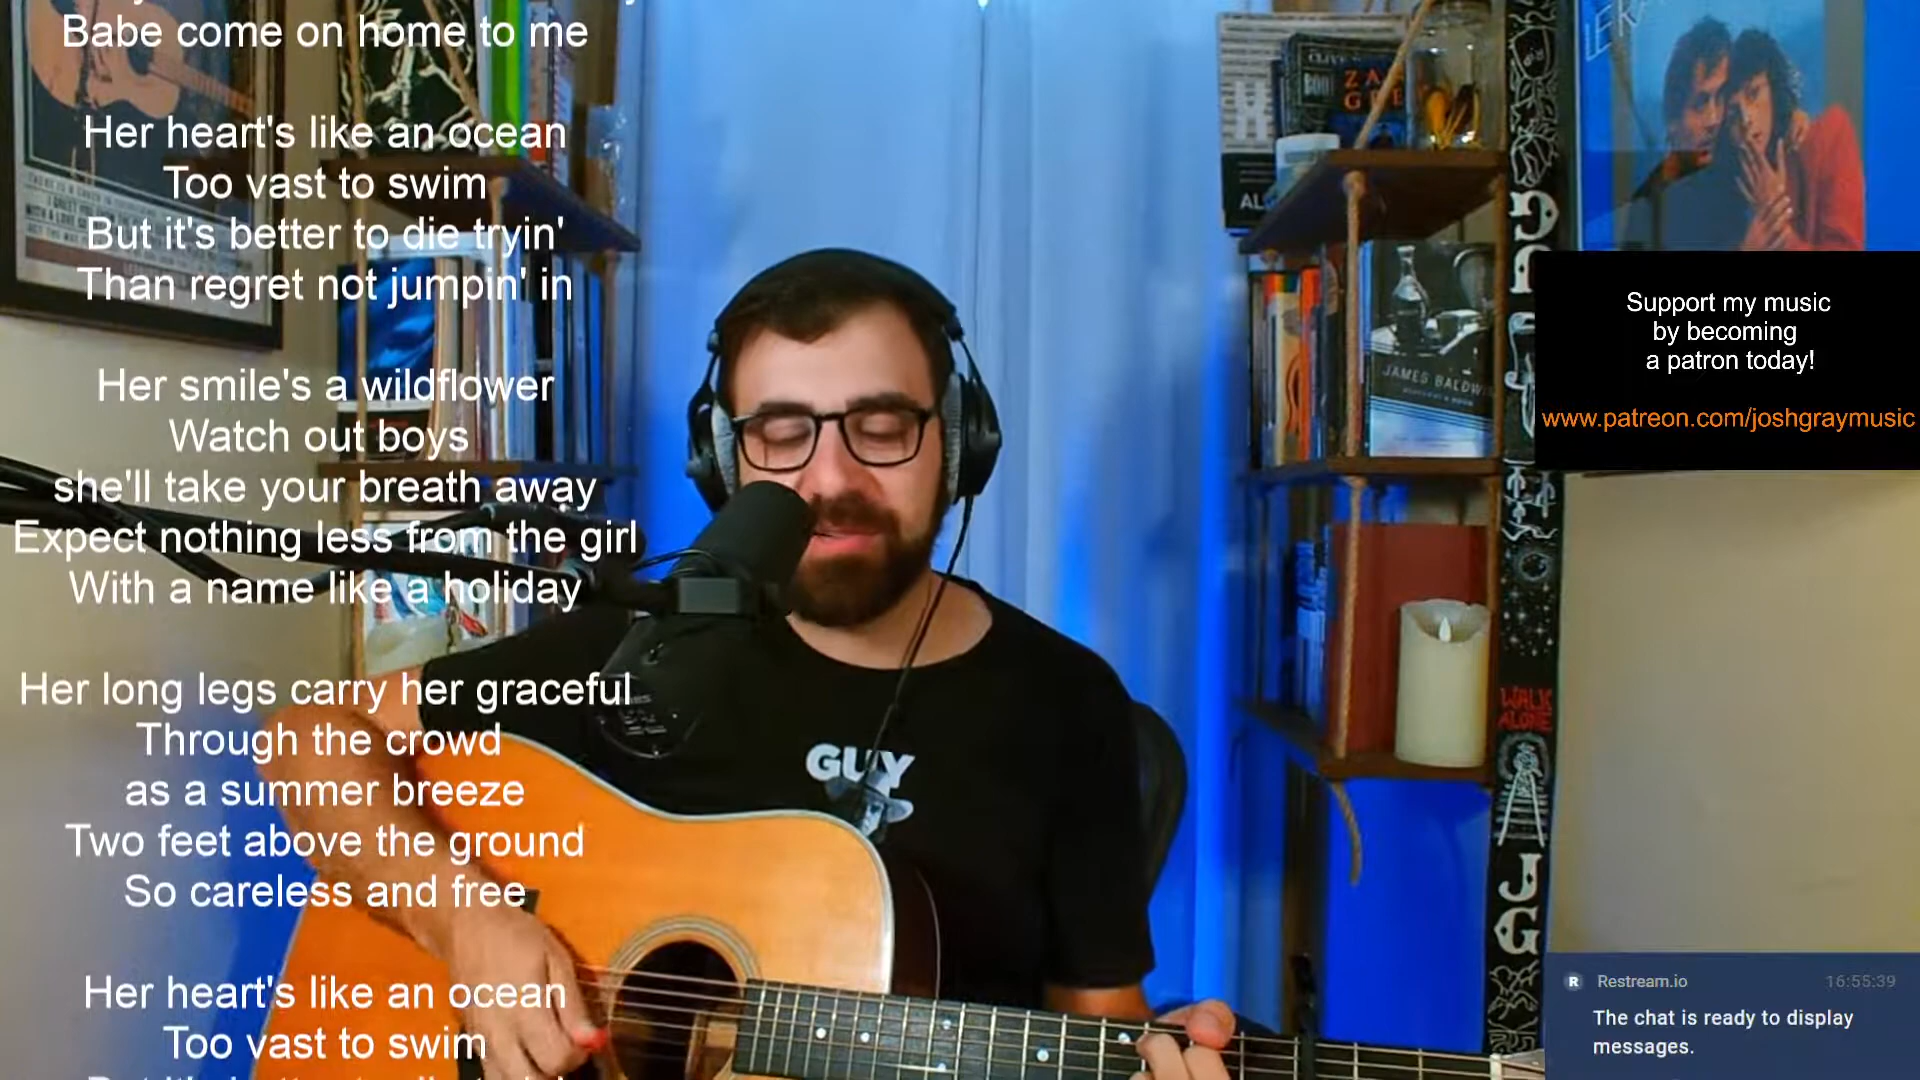 Babe come on home to me
Her heart's like an ocean
Too vast to swim
But it's better to die tryin'
Than regret not jumpin' in
Her smile's a wildflower
Watch out boys
she'll take your breath away
Expect nothing less from the girl
With a name like a holiday
Her long legs carry her graceful
Through the crowd
as a summer breeze
Two feet above the ground
So careless and free
Her heart's like an ocean
Too vast to swim
GUY
JAMES BALDWIN
WALK
ALONE
J
G
Support my music
by becoming
a patron today!
www.patreon.com/joshgraymusic
R Restream.io 16:55:39
The chat is ready to display
messages.